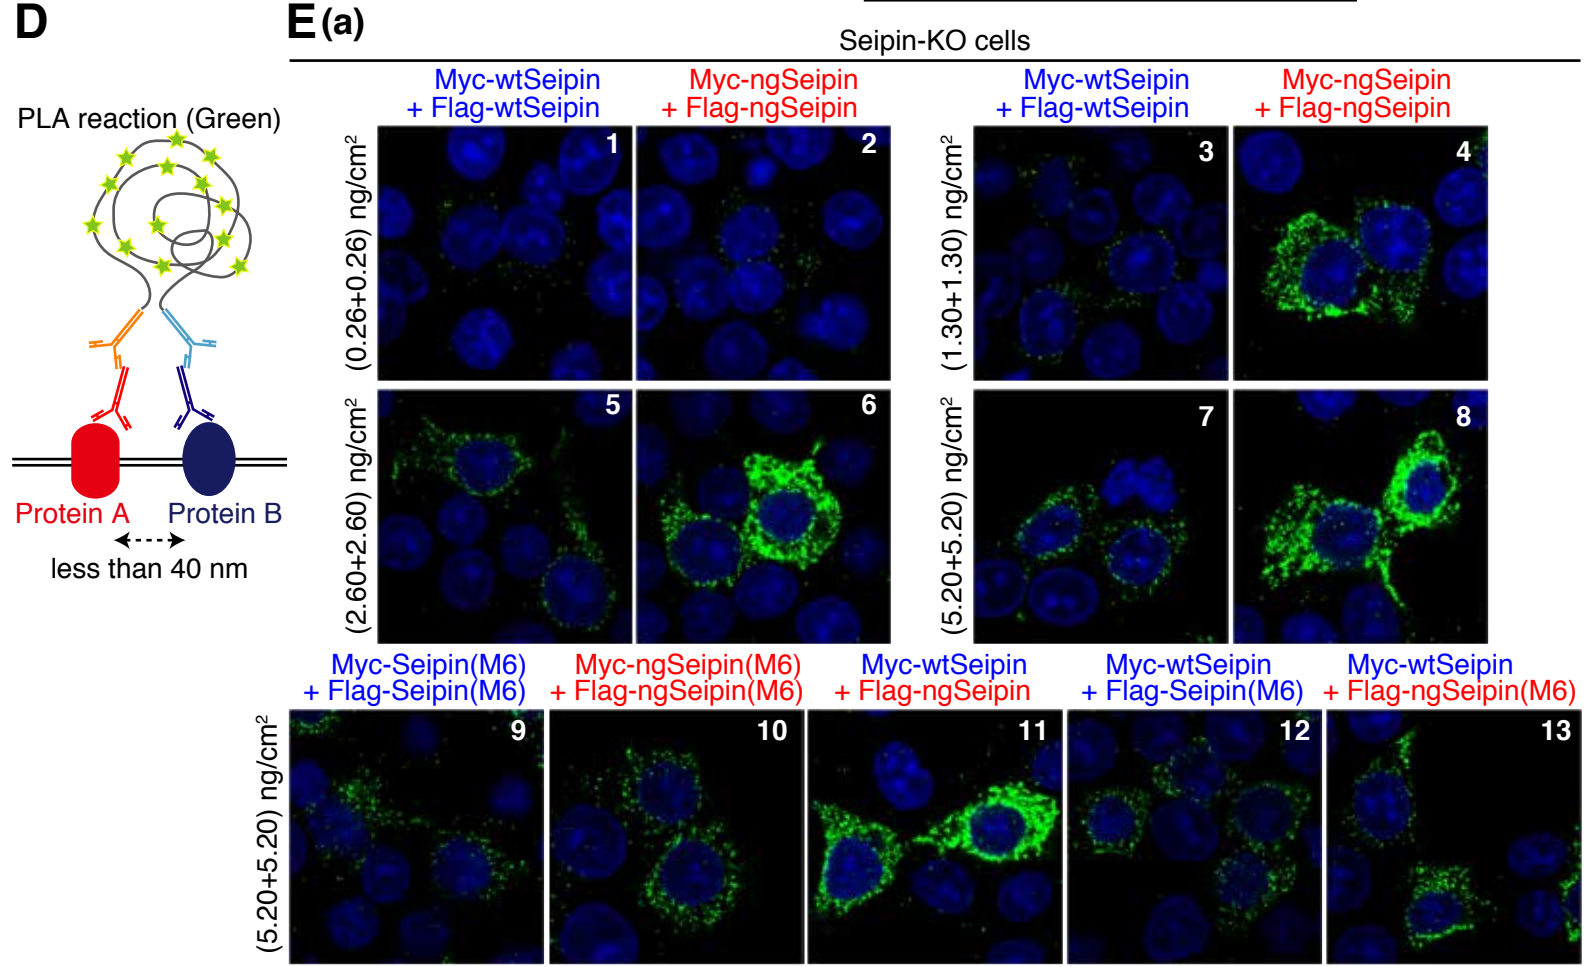 D
PLA reaction (Green)
Protein A
Protein B
less than 40 nm
E (a)
Seipin-KO cells
Myc-wtSeipin
+ Flag-wtSeipin
Myc-ngSeipin
+ Flag-ngSeipin
Myc-wtSeipin
+ Flag-wtSeipin
Myc-ngSeipin
+ Flag-ngSeipin
(0.26+0.26) ng/cm²
1
2
(1.30+1.30) ng/cm²
3
4
(2.60+2.60) ng/cm²
5
6
(5.20+5.20) ng/cm²
7
8
Myc-Seipin(M6)
+ Flag-Seipin(M6)
Myc-ngSeipin(M6)
+ Flag-ngSeipin(M6)
Myc-wtSeipin
+ Flag-ngSeipin
Myc-wtSeipin
+ Flag-Seipin(M6)
Myc-wtSeipin
+ Flag-ngSeipin(M6)
(5.20+5.20) ng/cm²
9
10
11
12
13